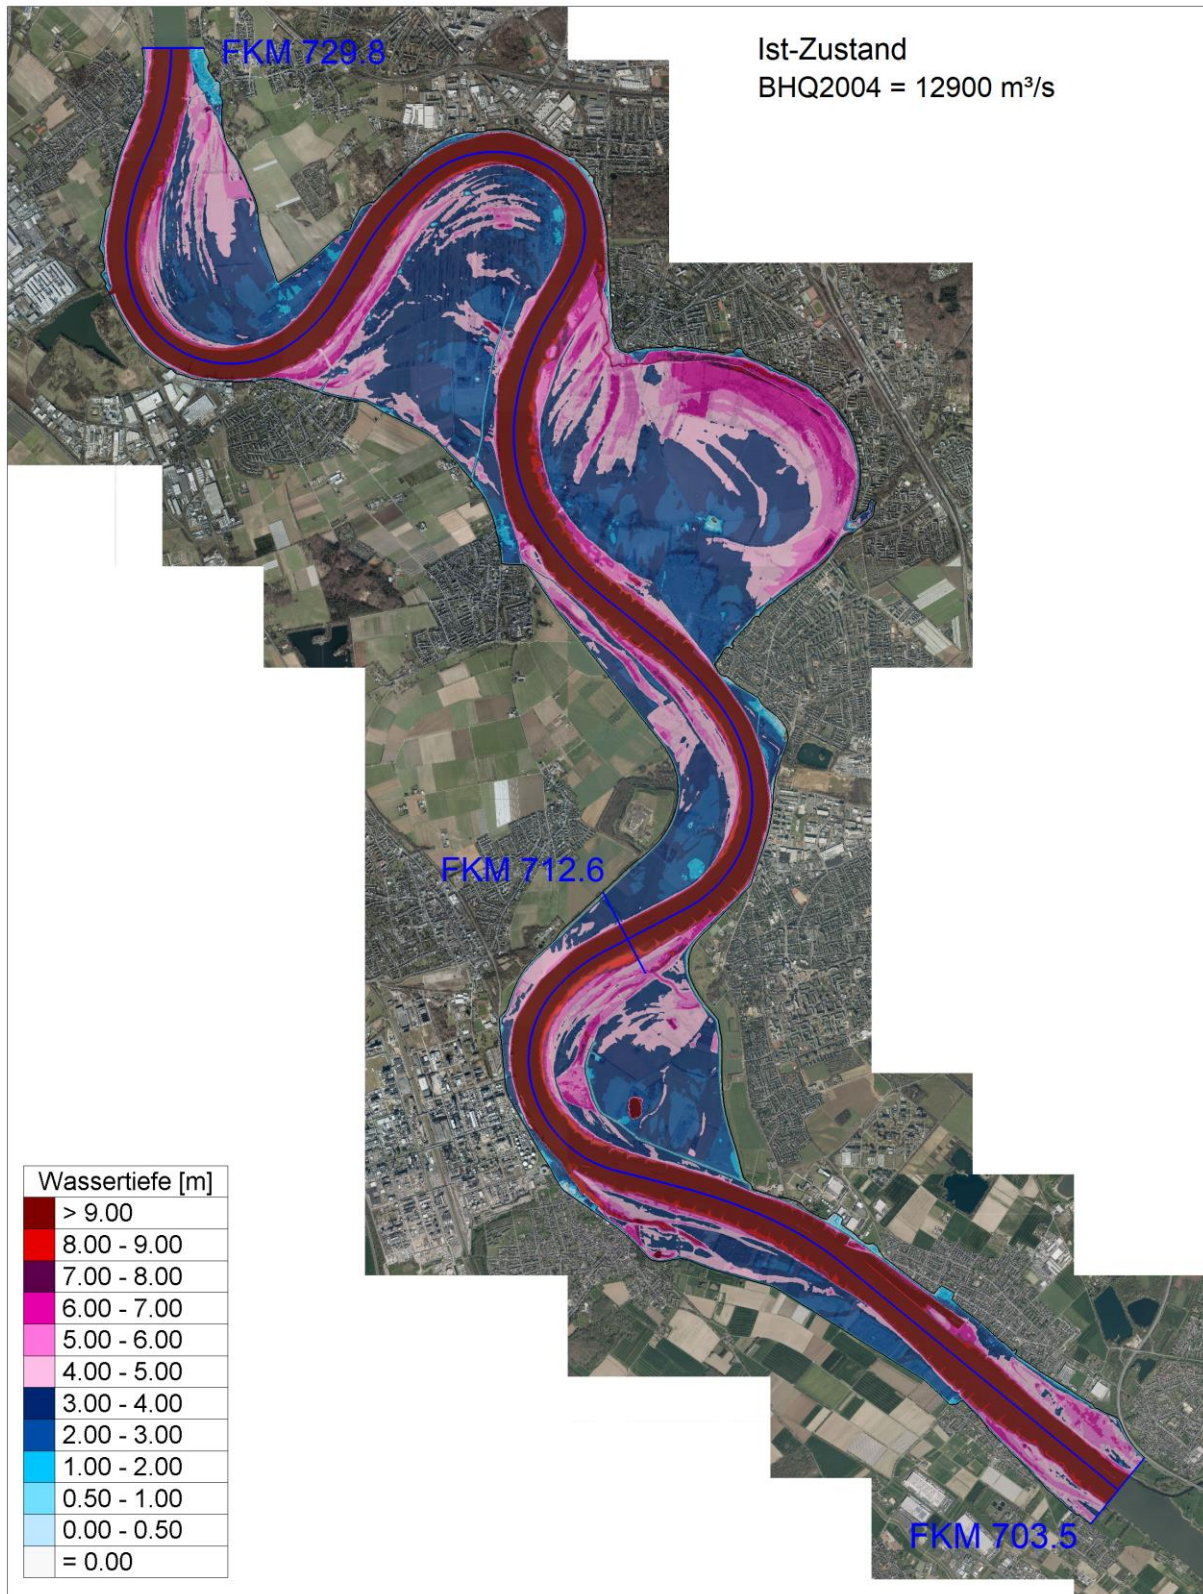 FKM 729.8
Ist-Zustand
BHQ2004 = 12900 m³/s
FKM 712.6
Wassertiefe [m]
> 9.00
8.00 - 9.00
7.00 - 8.00
6.00 - 7.00
5.00 - 6.00
4.00 - 5.00
3.00 - 4.00
2.00 - 3.00
1.00 - 2.00
0.50 - 1.00
0.00 - 0.50
= 0.00
FKM 703.5